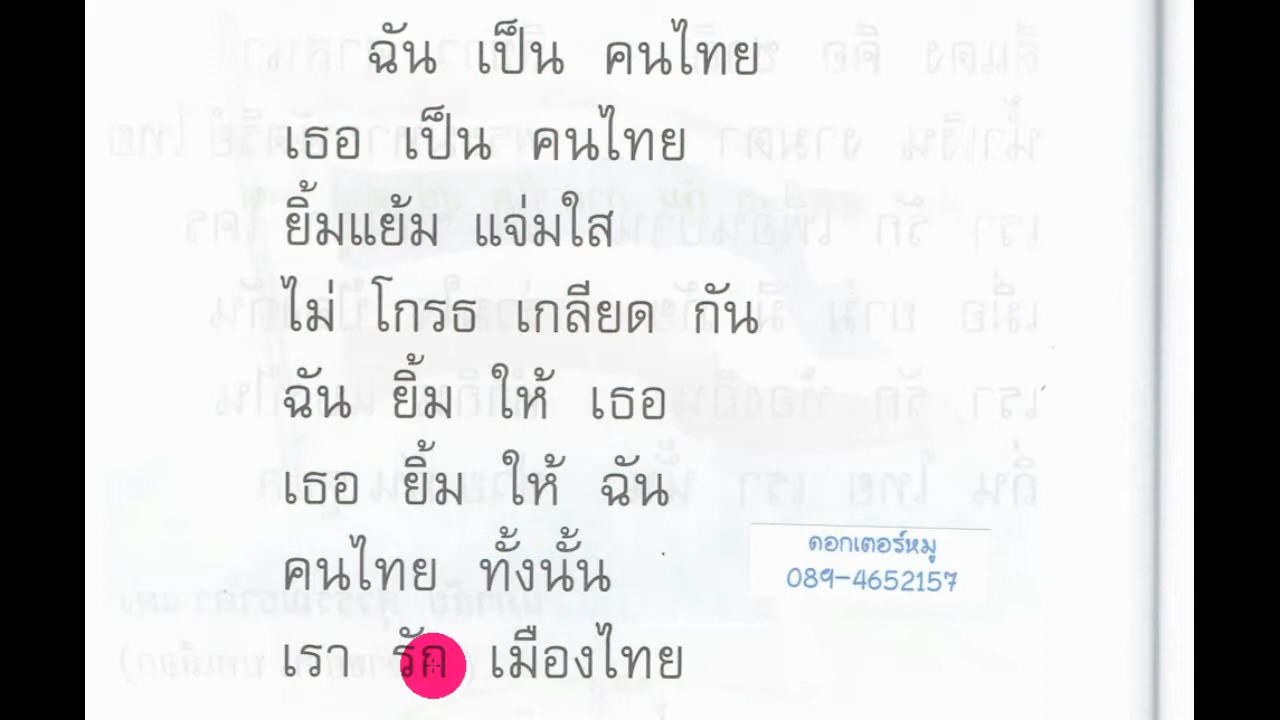 ฉัน เป็น คนไทย
เธอ เป็น คนไทย
ยิ้มแย้ม แจ่มใส
ไม่ โกรธ เกลียด กัน
ฉัน ยิ้ม ให้ เธอ
เธอ ยิ้ม ให้ ฉัน
คนไทย ทั้งนั้น
เรา รัก เมืองไทย
ดอกเตอร์หมู
089-4652157